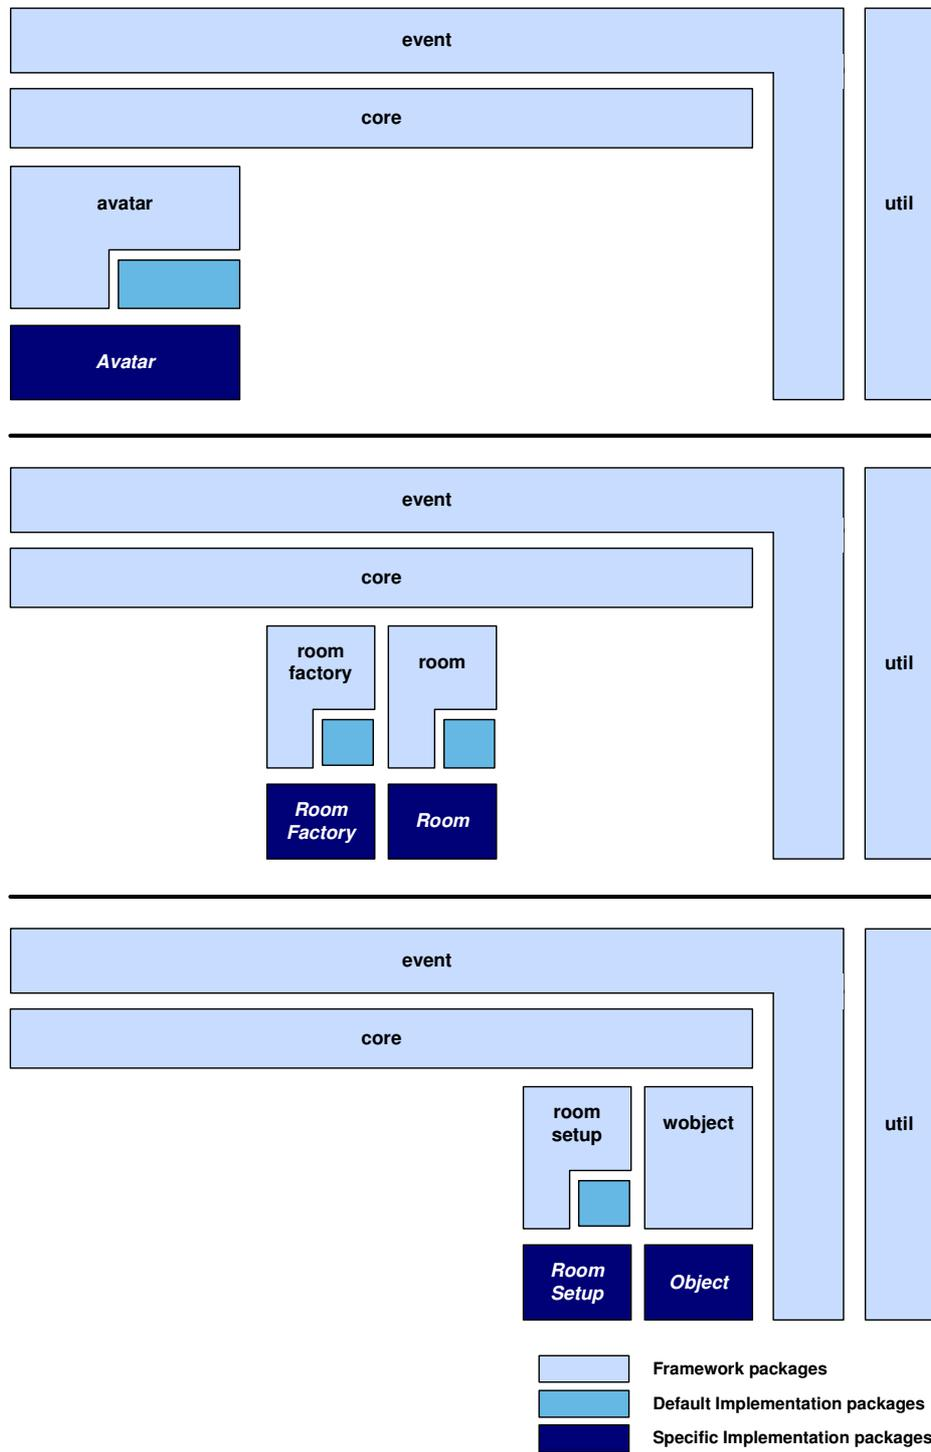 event
core
avatar
util
Avatar
event
core
room
factory
room
util
Room
Factory
Room
event
core
room
setup
wobject
util
Room
Setup
Object
Framework packages
Default Implementation packages
Specific Implementation packages